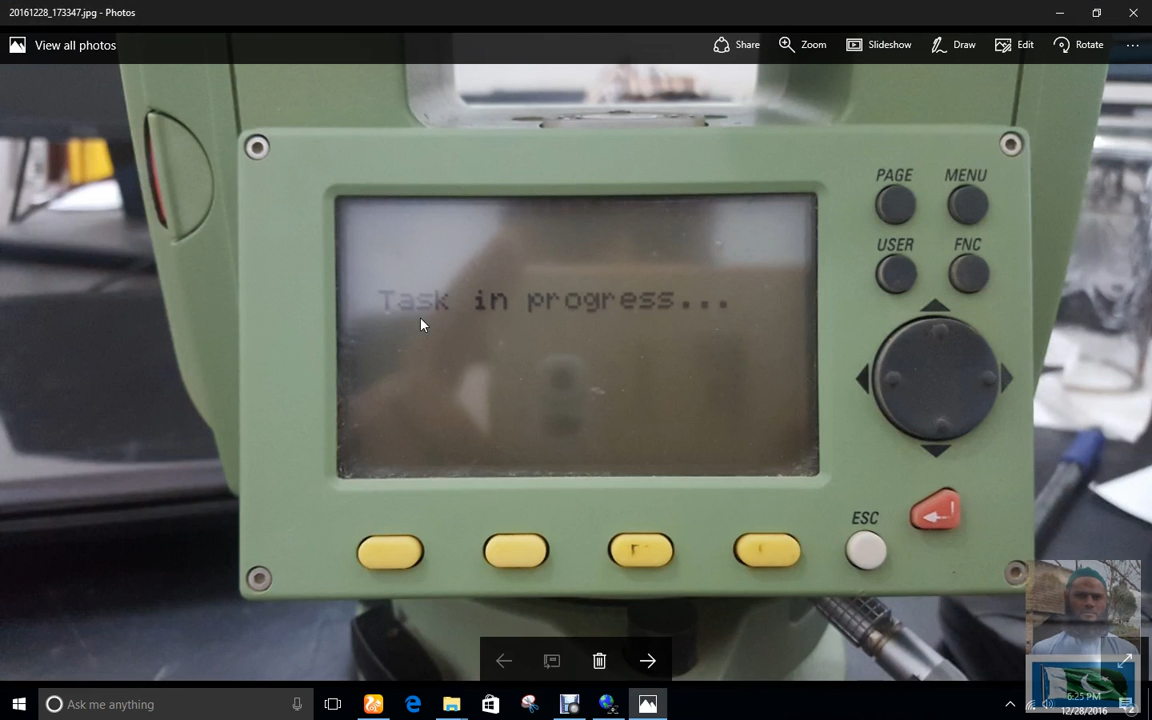 20161228_173347.jpg - Photos
View all photos
Share
Zoom
Slideshow
Draw
Edit
Rotate
PAGE MENU
USER FNC
Task in progress...
ESC
Ask me anything
6:25 PM
12/28/2016
2